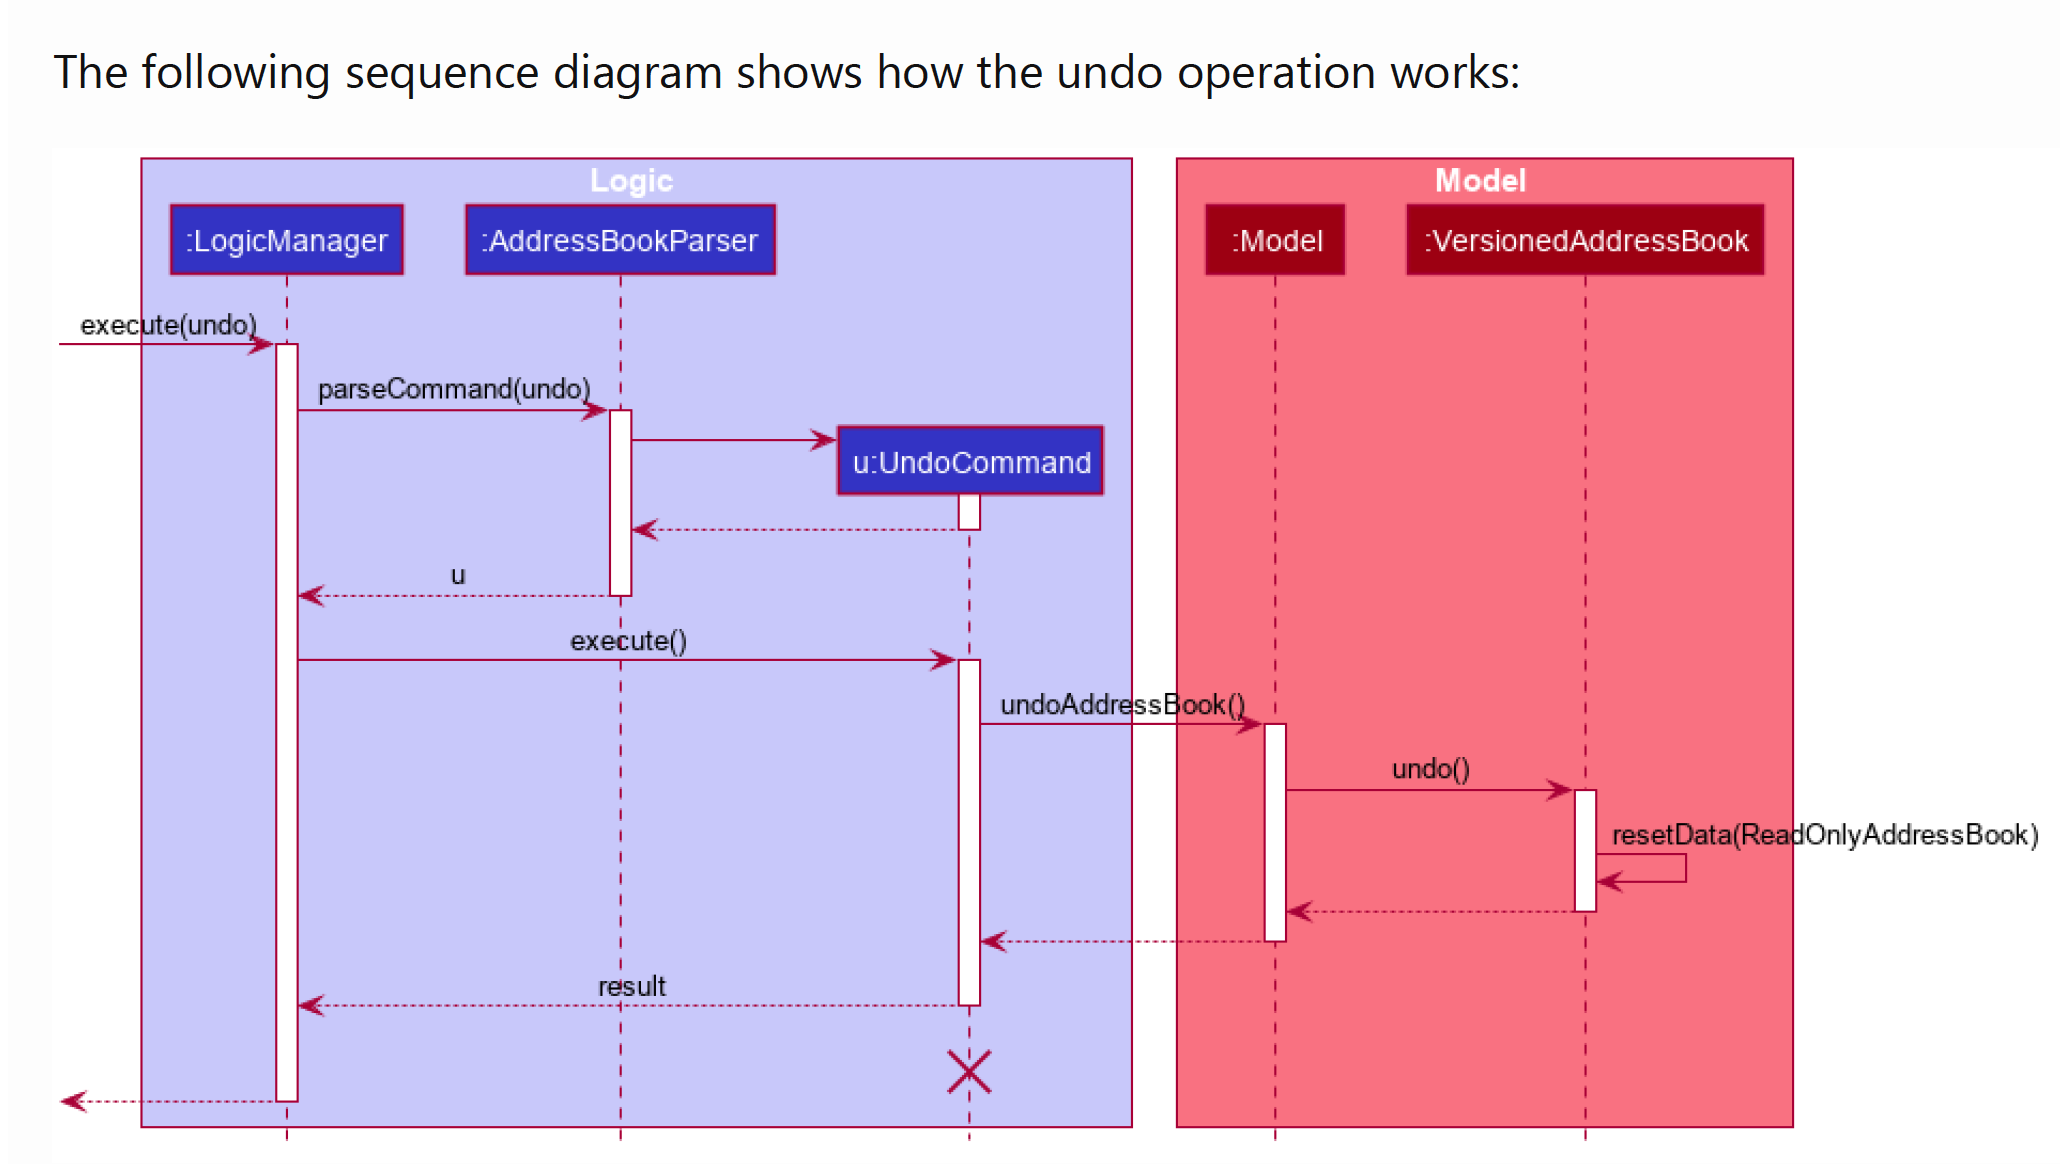 The following sequence diagram shows how the undo operation works:
Logic
Model
:LogicManager
:AddressBookParser
:Model
:VersionedAddressBook
execute(undo)
parseCommand(undo)
u:UndoCommand
u
execute()
undoAddressBook()
undo()
resetData(ReadOnlyAddressBook)
result